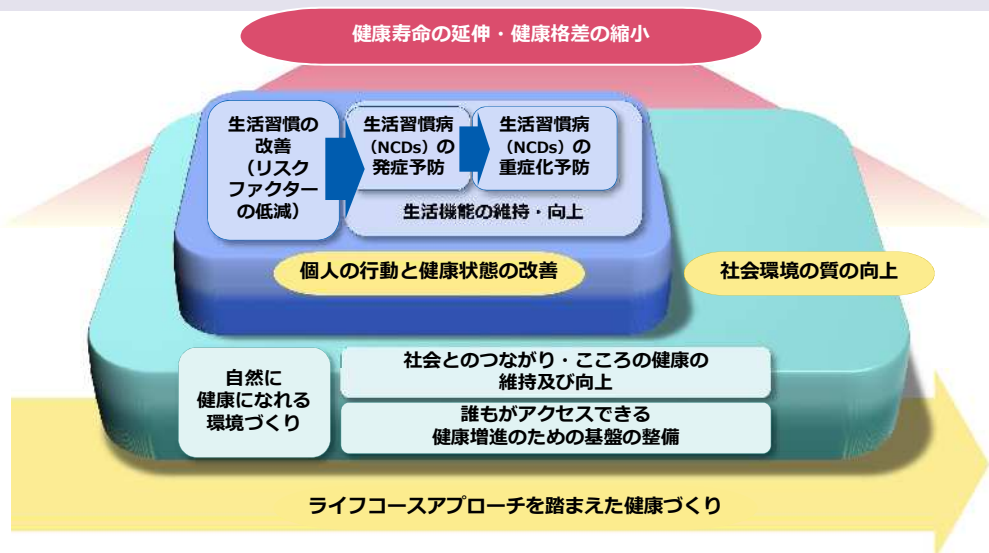 健康寿命の延伸・健康格差の縮小
生活習慣の
改善
（リスク
ファクター
の低減）
生活習慣病
（NCDs）の
発症予防
生活習慣病
（NCDs）の
重症化予防
生活機能の維持・向上
個人の行動と健康状態の改善
社会環境の質の向上
自然に
健康になれる
環境づくり
社会とのつながり・こころの健康の
維持及び向上
誰もがアクセスできる
健康増進のための基盤の整備
ライフコースアプローチを踏まえた健康づくり